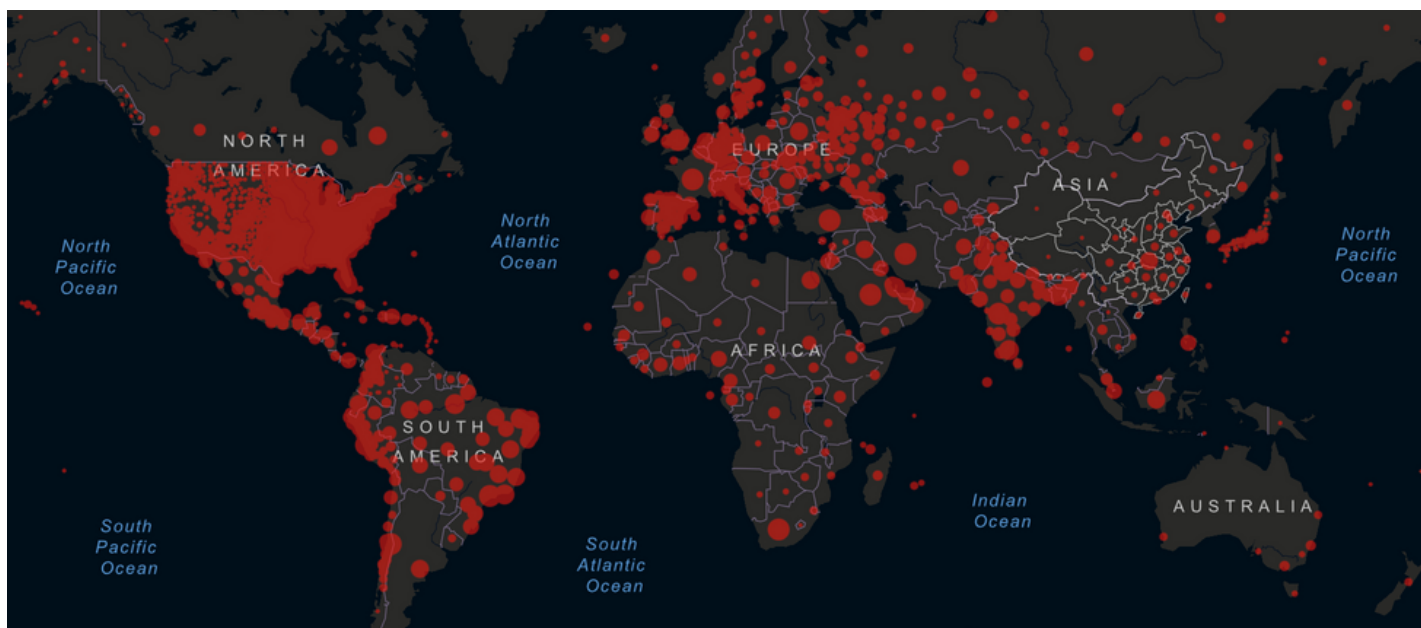 NORTH
AMERICA
EUROPE
ASIA
North
Pacific
Ocean
North
Atlantic
Ocean
North
Pacific
Ocean
AFRICA
SOUTH
AMERICA
South
Pacific
Ocean
South
Atlantic
Ocean
Indian
Ocean
AUSTRALIA